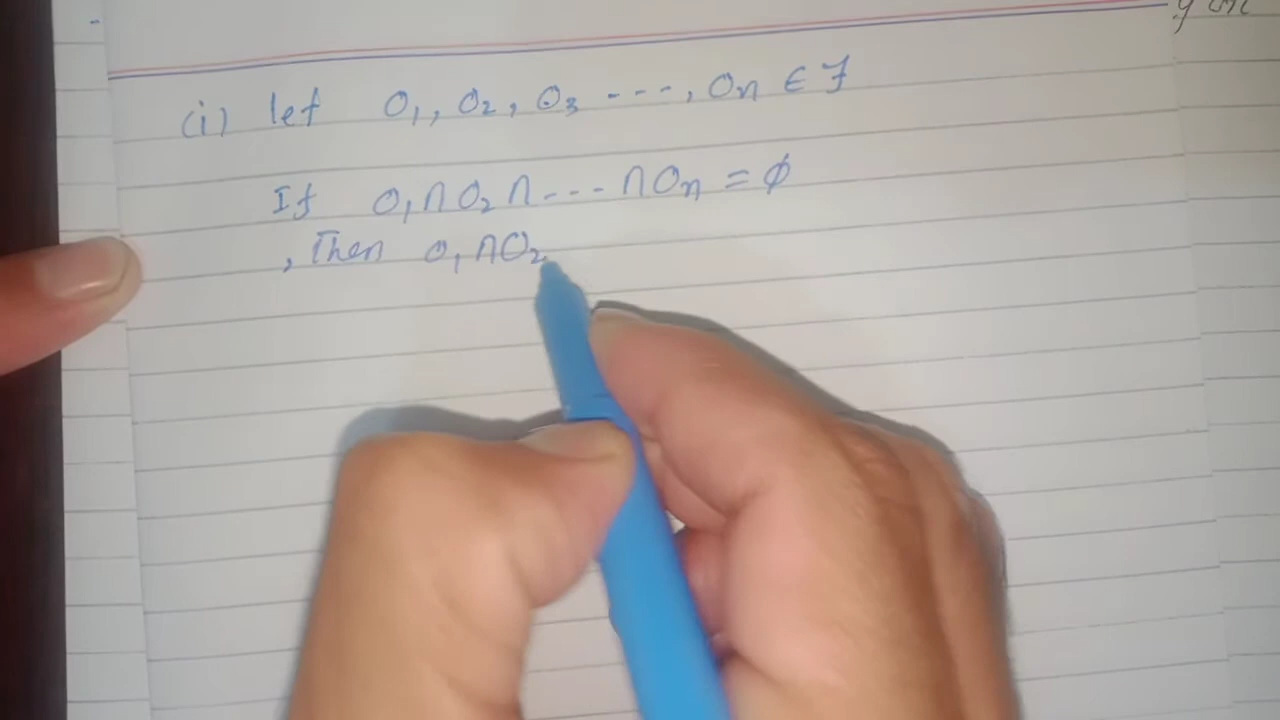 (i) let O₁, O₂, O₃ ---, Oₙ ∈ Ƒ
If O₁∩O₂∩---∩Oₙ = ϕ
, Then O₁∩O₂